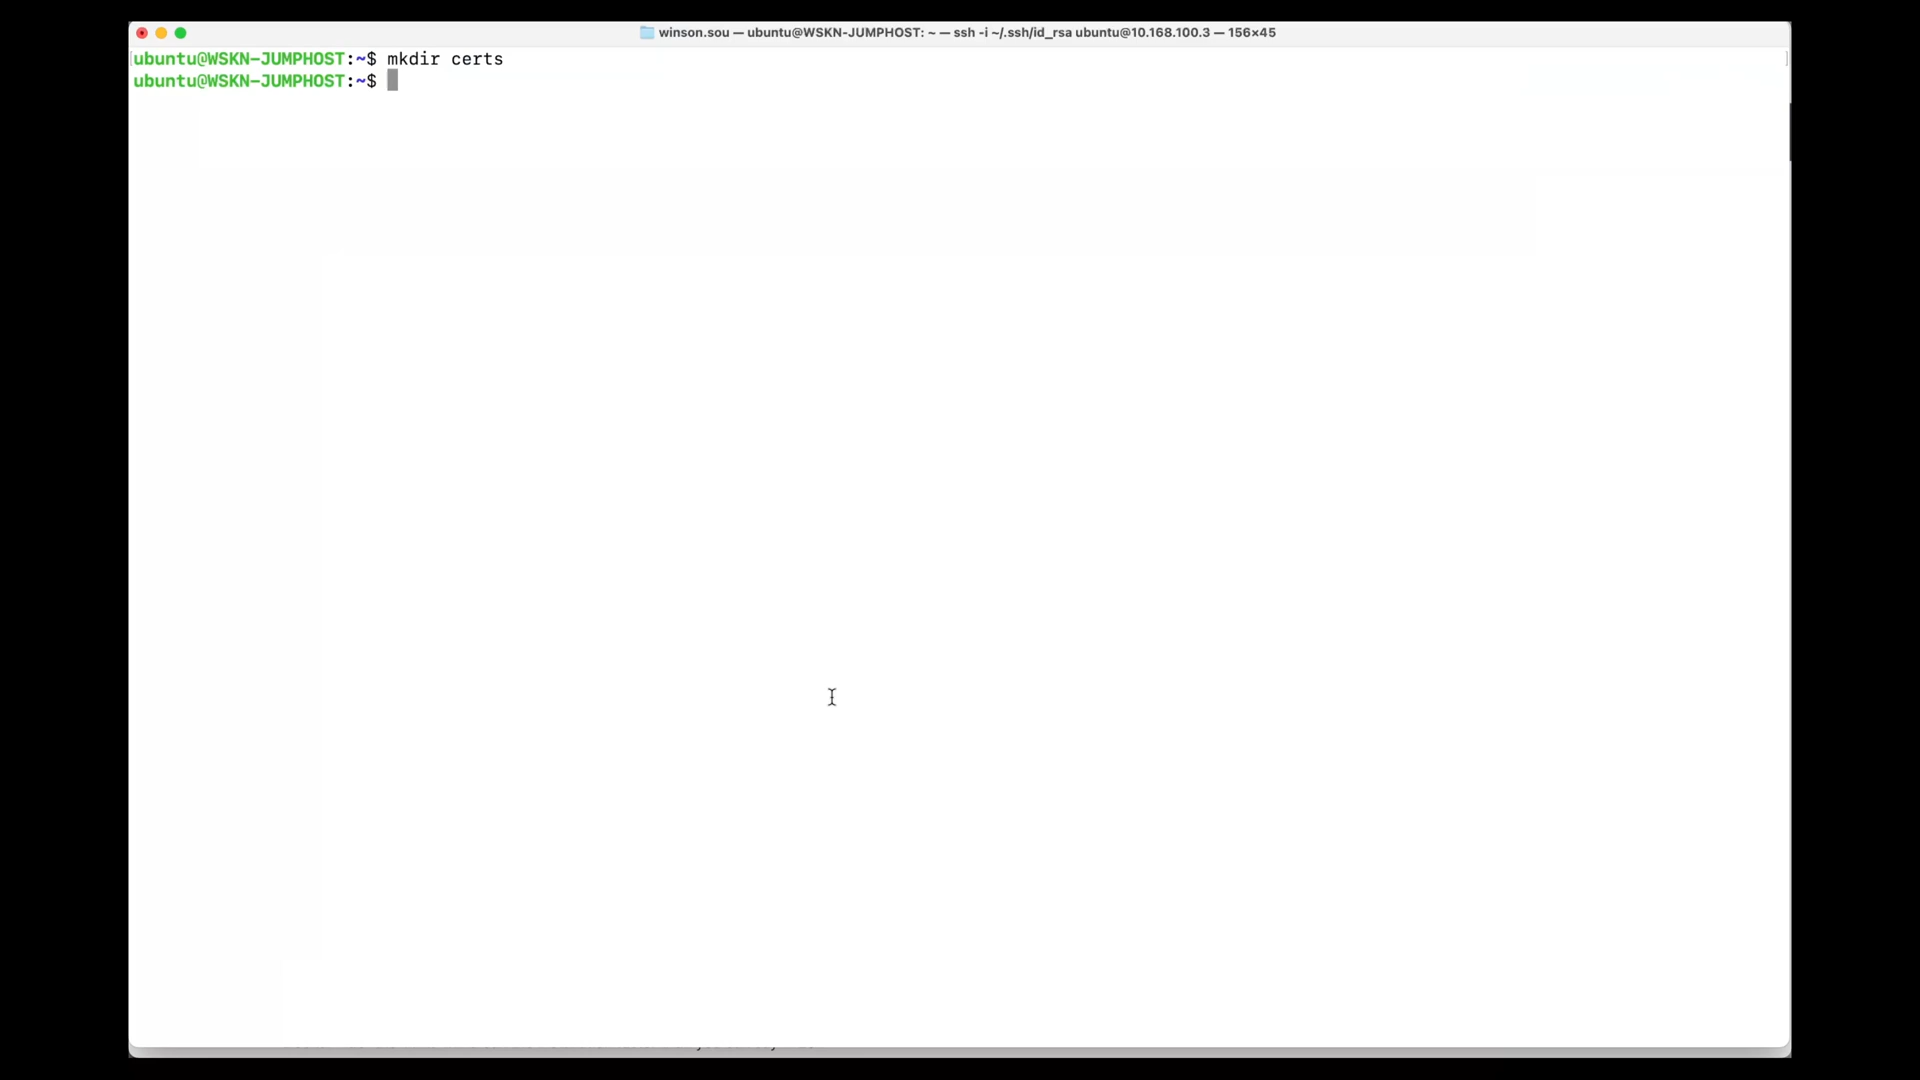 winson.sou — ubuntu@WSKN-JUMPHOST: ~ — ssh -i ~/.ssh/id_rsa ubuntu@10.168.100.3 — 156×45
ubuntu@WSKN-JUMPHOST:~$ mkdir certs
ubuntu@WSKN-JUMPHOST:~$